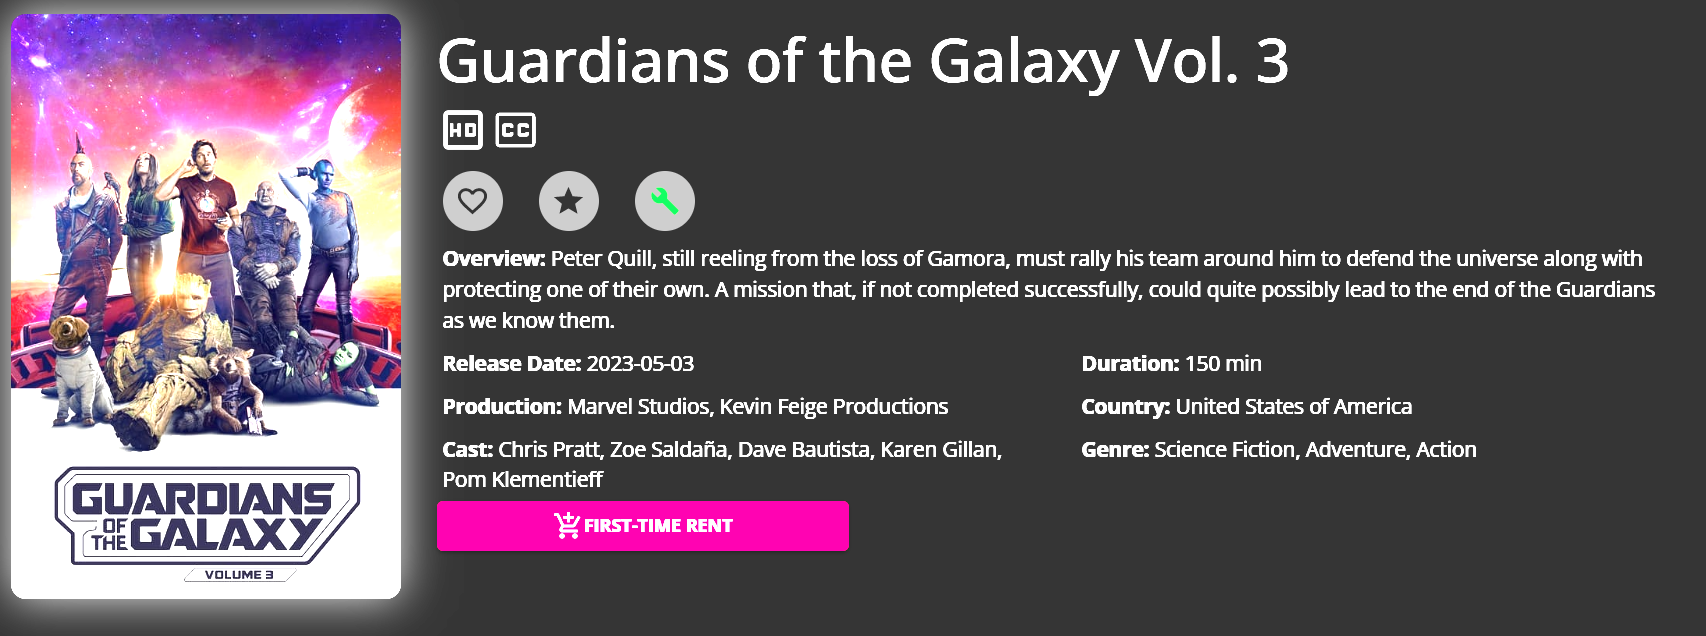 Guardians of the Galaxy Vol. 3
HD CC
Overview: Peter Quill, still reeling from the loss of Gamora, must rally his team around him to defend the universe along with
protecting one of their own. A mission that, if not completed successfully, could quite possibly lead to the end of the Guardians
as we know them.
Release Date: 2023-05-03
Duration: 150 min
Production: Marvel Studios, Kevin Feige Productions
Country: United States of America
Cast: Chris Pratt, Zoe Saldaña, Dave Bautista, Karen Gillan,
Pom Klementieff
Genre: Science Fiction, Adventure, Action
FIRST-TIME RENT
GUARDIANS
OF
THE GALAXY
VOLUME 3